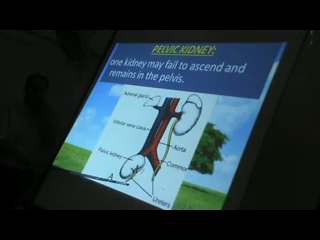 PELVIC KIDNEY:
one kidney may fail to ascend and
remains in the pelvis.
Adrenal gland
Inferior vena cava
Aorta
Pelvic kidney
Common
A
Ureters